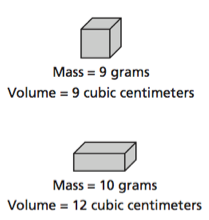 Mass = 9 grams
Volume = 9 cubic centimeters
Mass = 10 grams
Volume = 12 cubic centimeters